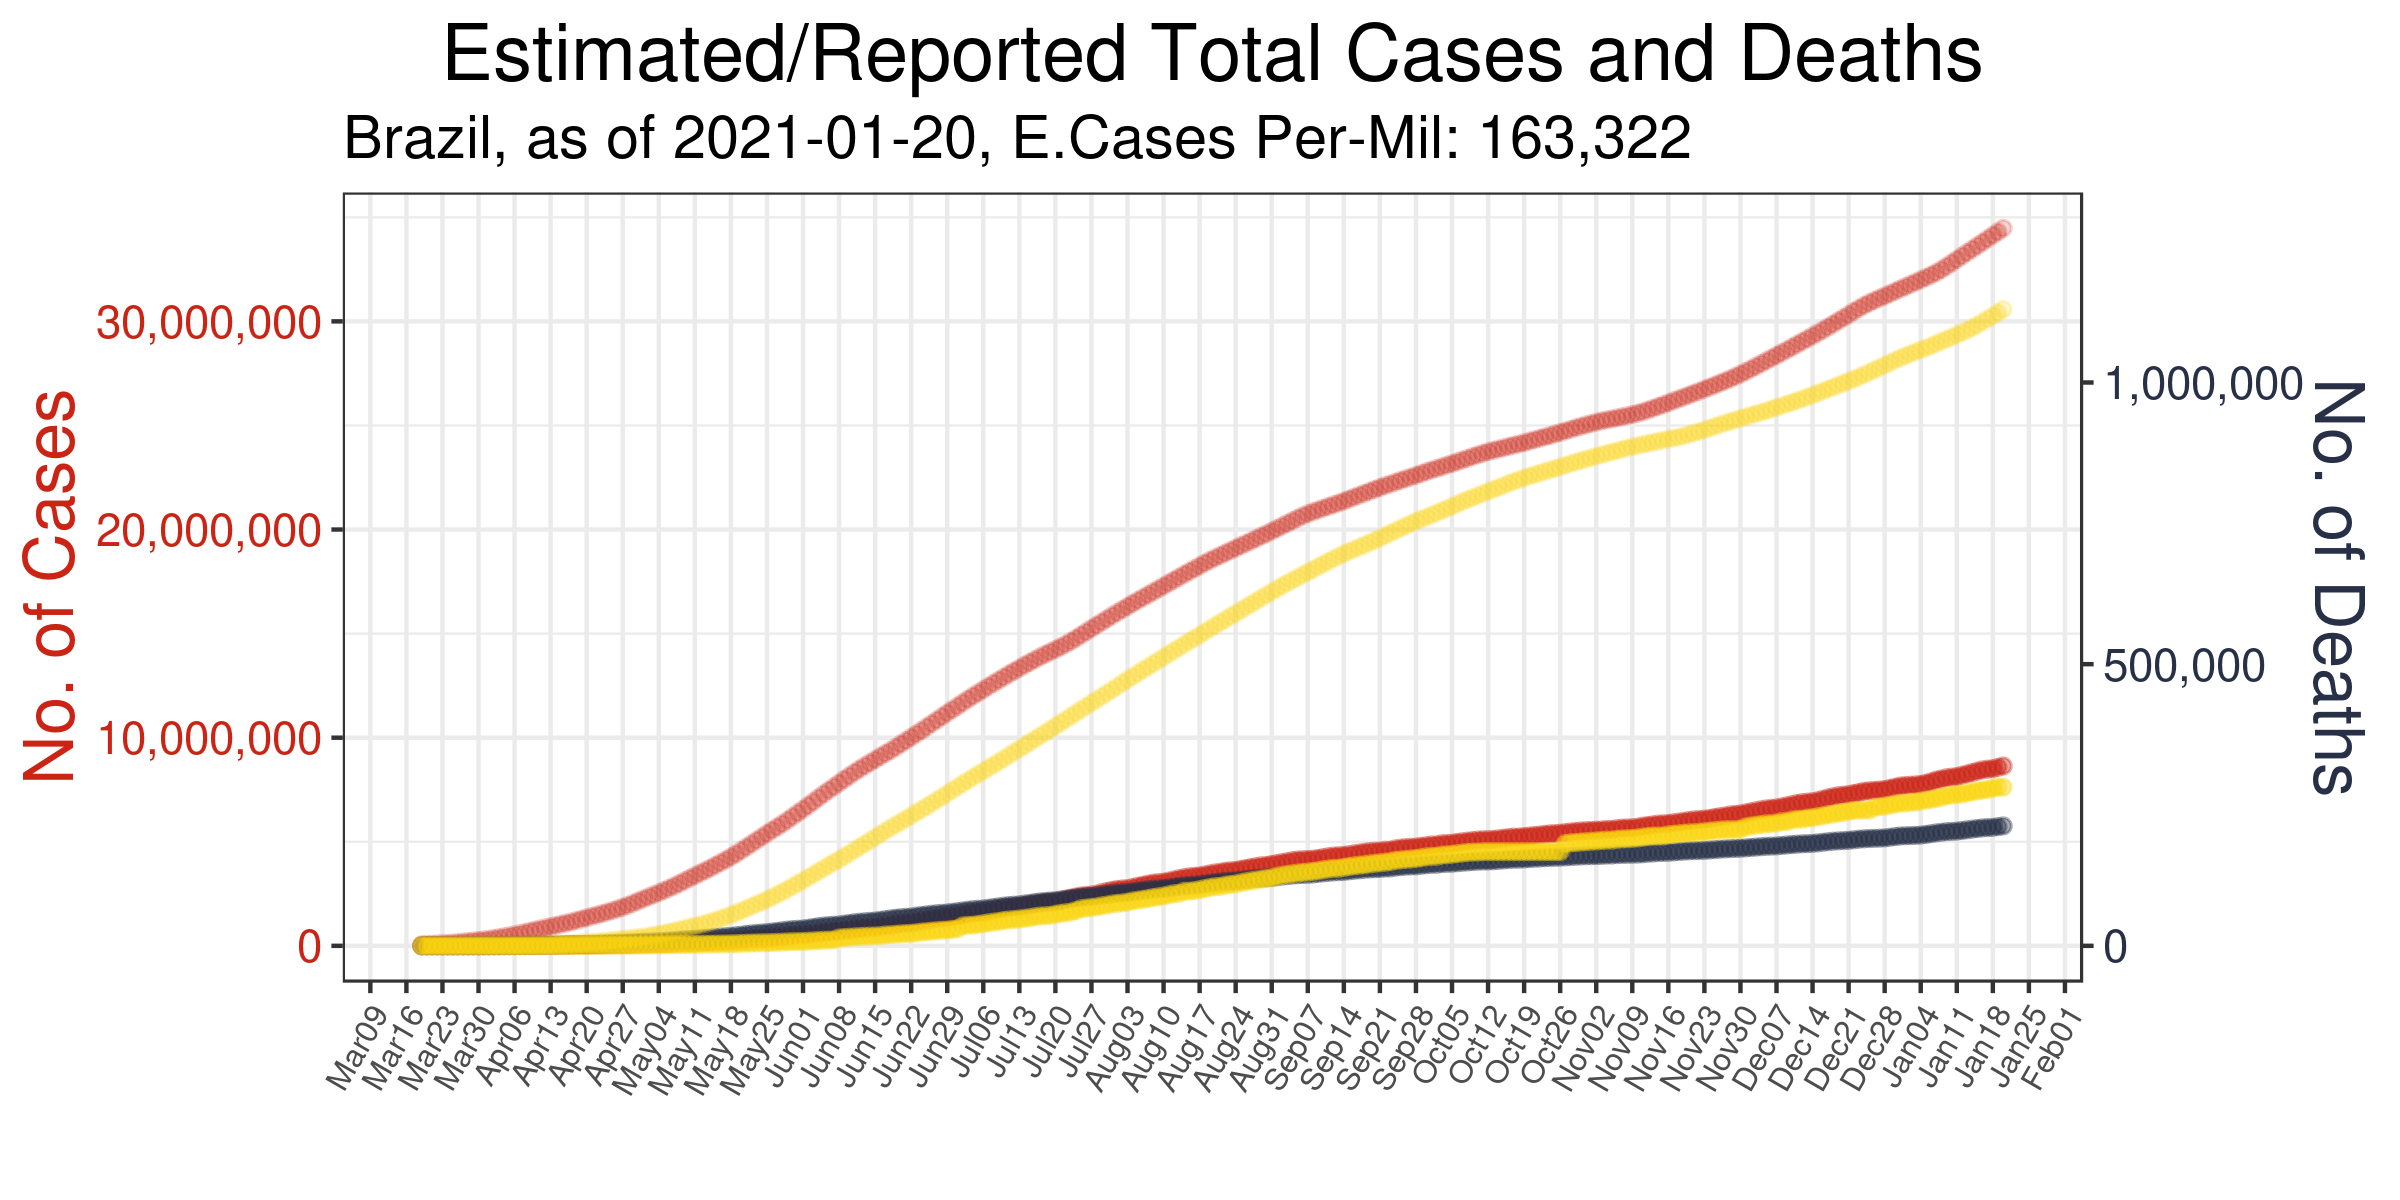 Estimated/Reported Total Cases and Deaths
Brazil, as of 2021-01-20, E.Cases Per-Mil: 163,322
No. of Cases
30,000,000
20,000,000
10,000,000
0
1,000,000
500,000
0
No. of Deaths
Mar09
Mar16
Mar23
Mar30
Apr06
Apr13
Apr20
Apr27
May04
May11
May18
May25
Jun01
Jun08
Jun15
Jun22
Jun29
Jul06
Jul13
Jul20
Jul27
Aug03
Aug10
Aug17
Aug24
Aug31
Sep07
Sep14
Sep21
Sep28
Oct05
Oct12
Oct19
Oct26
Nov02
Nov09
Nov16
Nov23
Nov30
Dec07
Dec14
Dec21
Dec28
Jan04
Jan11
Jan18
Jan25
Feb01